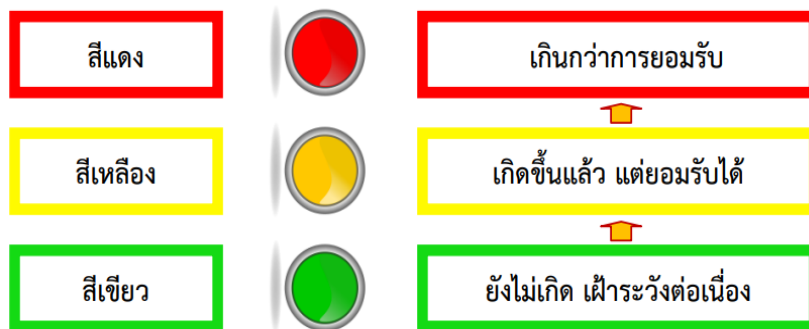 สีแดง
เกินกว่าการยอมรับ
สีเหลือง
เกิดขึ้นแล้ว แต่ยอมรับได้
สีเขียว
ยังไม่เกิด เฝ้าระวังต่อเนื่อง